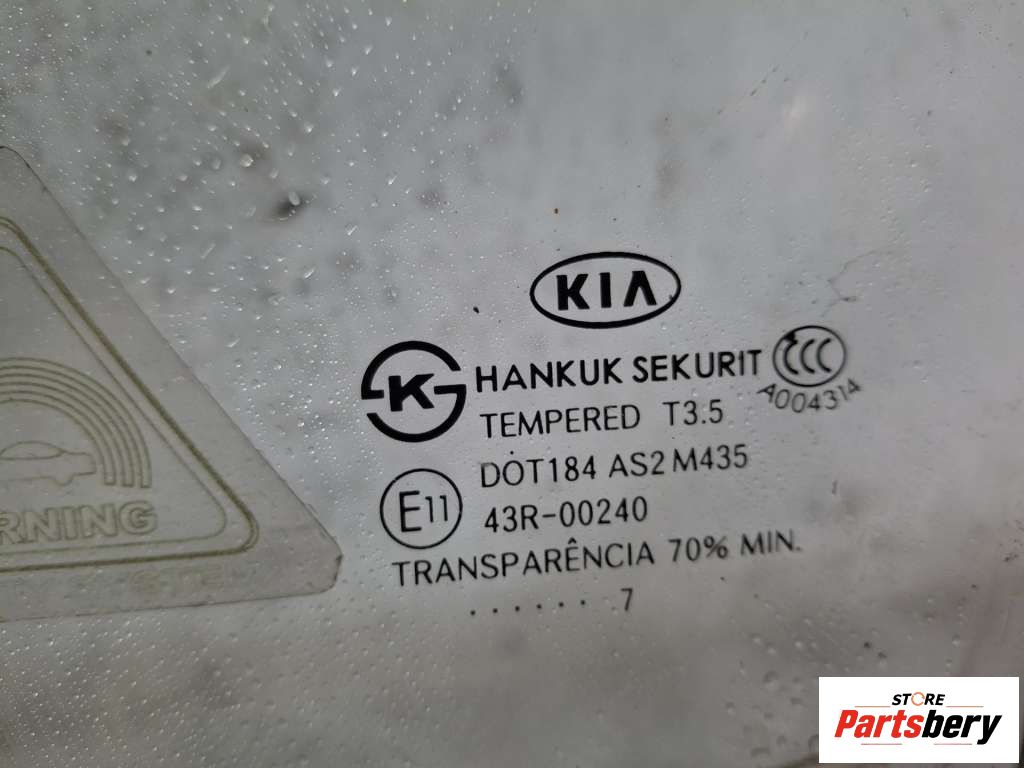 KIA
K
HANKUK SEKURIT
CCC
A004314
TEMPERED T3.5
DOT184 AS2 M435
E11
43R-00240
TRANSPARÊNCIA 70% MIN.
. . . . . . 7
RNING
STORE
Partsbery